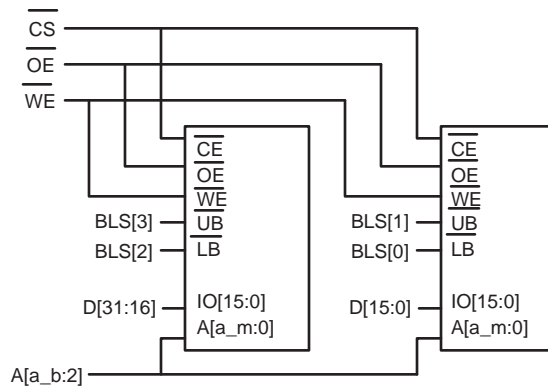 CS
OE
WE
CE
OE
WE
BLS[3] UB
BLS[2] LB
D[31:16] IO[15:0]
A[a_m:0]
CE
OE
WE
BLS[1] UB
BLS[0] LB
D[15:0] IO[15:0]
A[a_m:0]
A[a_b:2]